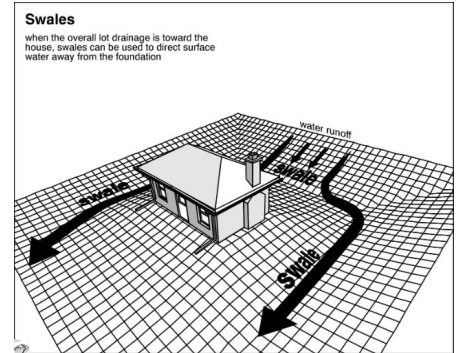 Swales
when the overall lot drainage is toward the
house, swales can be used to direct surface
water away from the foundation
water runoff
swale
swale
Swale